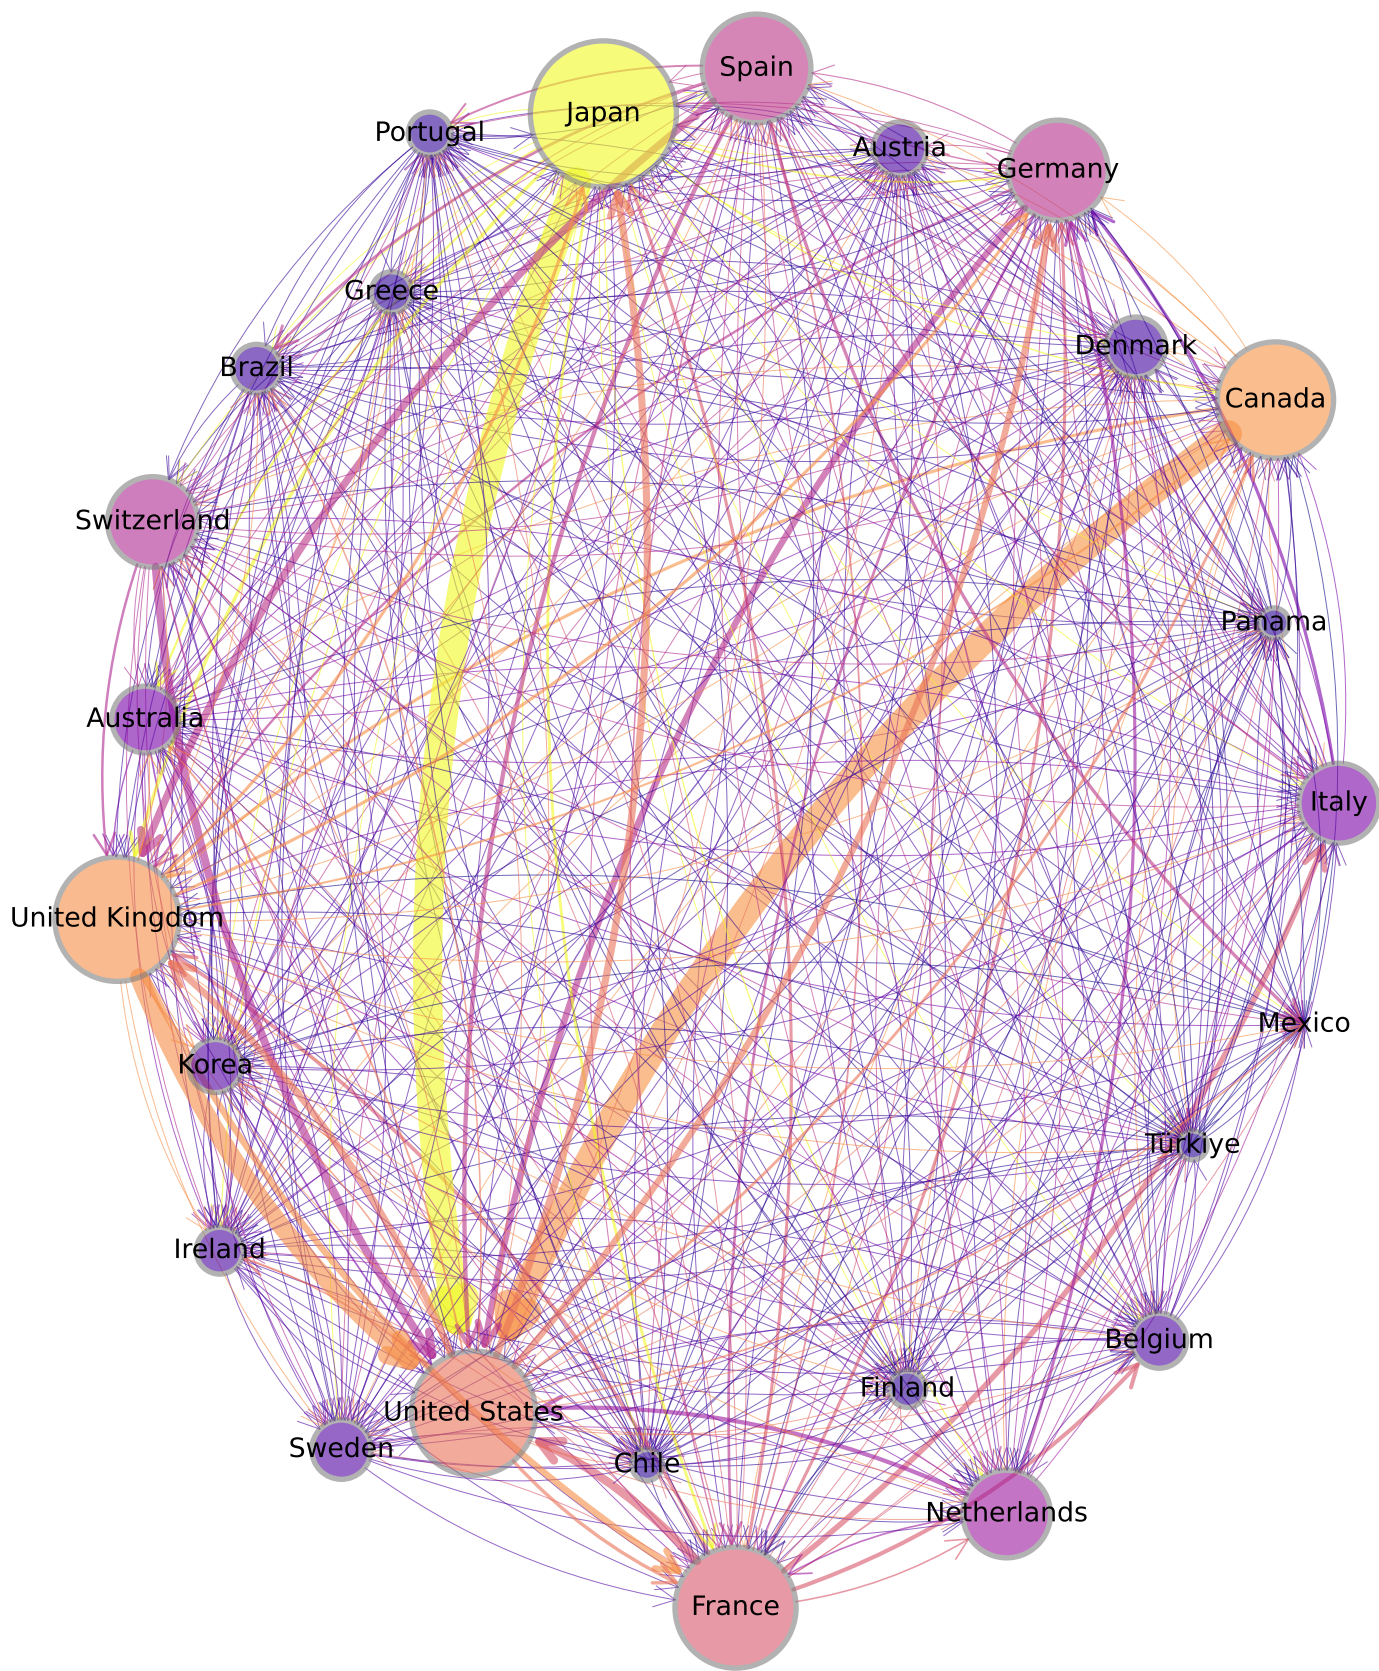 Spain
Japan
Portugal
Austria
Germany
Greece
Denmark
Brazil
Canada
Switzerland
Panama
Australia
Italy
United Kingdom
Mexico
Korea
Türkiye
Ireland
Belgium
Finland
United States
Sweden
Chile
Netherlands
France